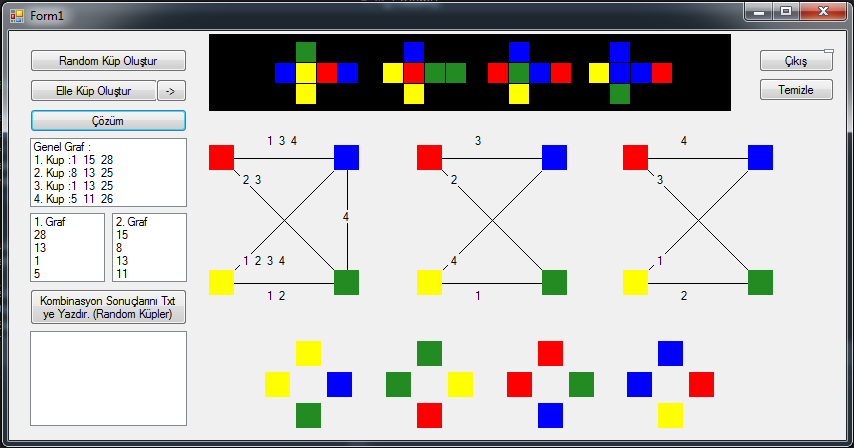 Form1
Random Küp Oluştur
Elle Küp Oluştur
->
Çözüm
Çıkış
Temizle
Genel Graf :
1. Kup :1 15 28
2. Kup :8 13 25
3. Kup :1 13 25
4. Kup :5 11 26
1. Graf
28
13
1
5
2. Graf
15
8
13
11
Kombinasyon Sonuçlarını Txt
ye Yazdır. (Random Küpler)
1 3 4
2 3
4
1 2 3 4
1 2
3
2
4
1
4
3
1
2